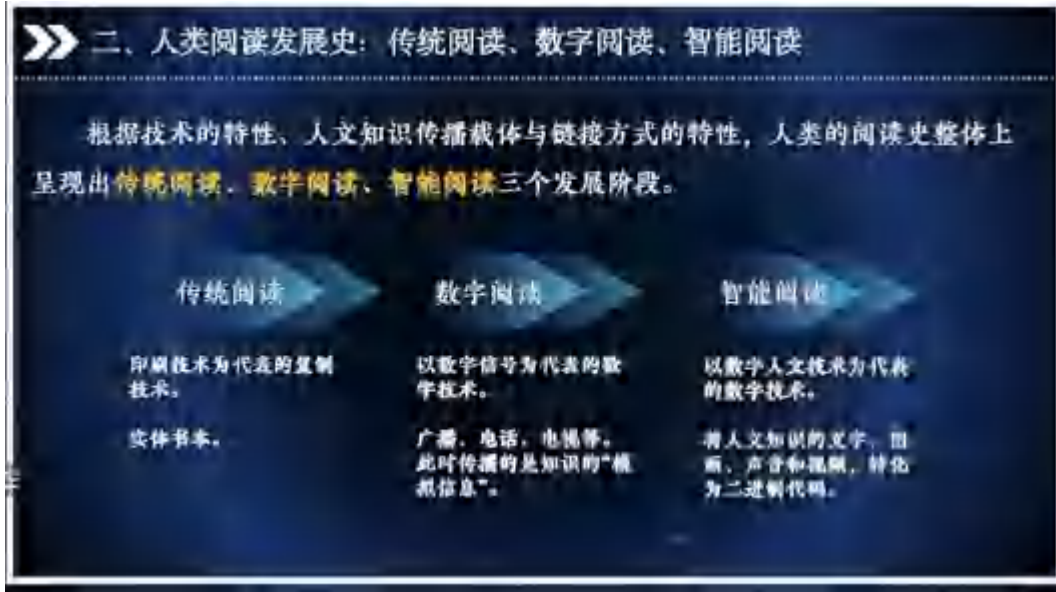 二、人类阅读发展史：传统阅读、数字阅读、智能阅读
根据技术的特性、人文知识传播载体与链接方式的特性，人类的阅读史整体上
呈现出传统阅读、数字阅读、智能阅读三个发展阶段。
传统阅读
数字阅读
智能阅读
印刷技术为代表的复制
技术。
实体书本。
以数字信号为代表的数
字技术。
广播、电话、电视等。
此时传播的是知识的“模
拟信息”。
以数字人文技术为代表
的数字技术。
将人文知识的文字、图
画、声音和视频，转化
为二进制代码。